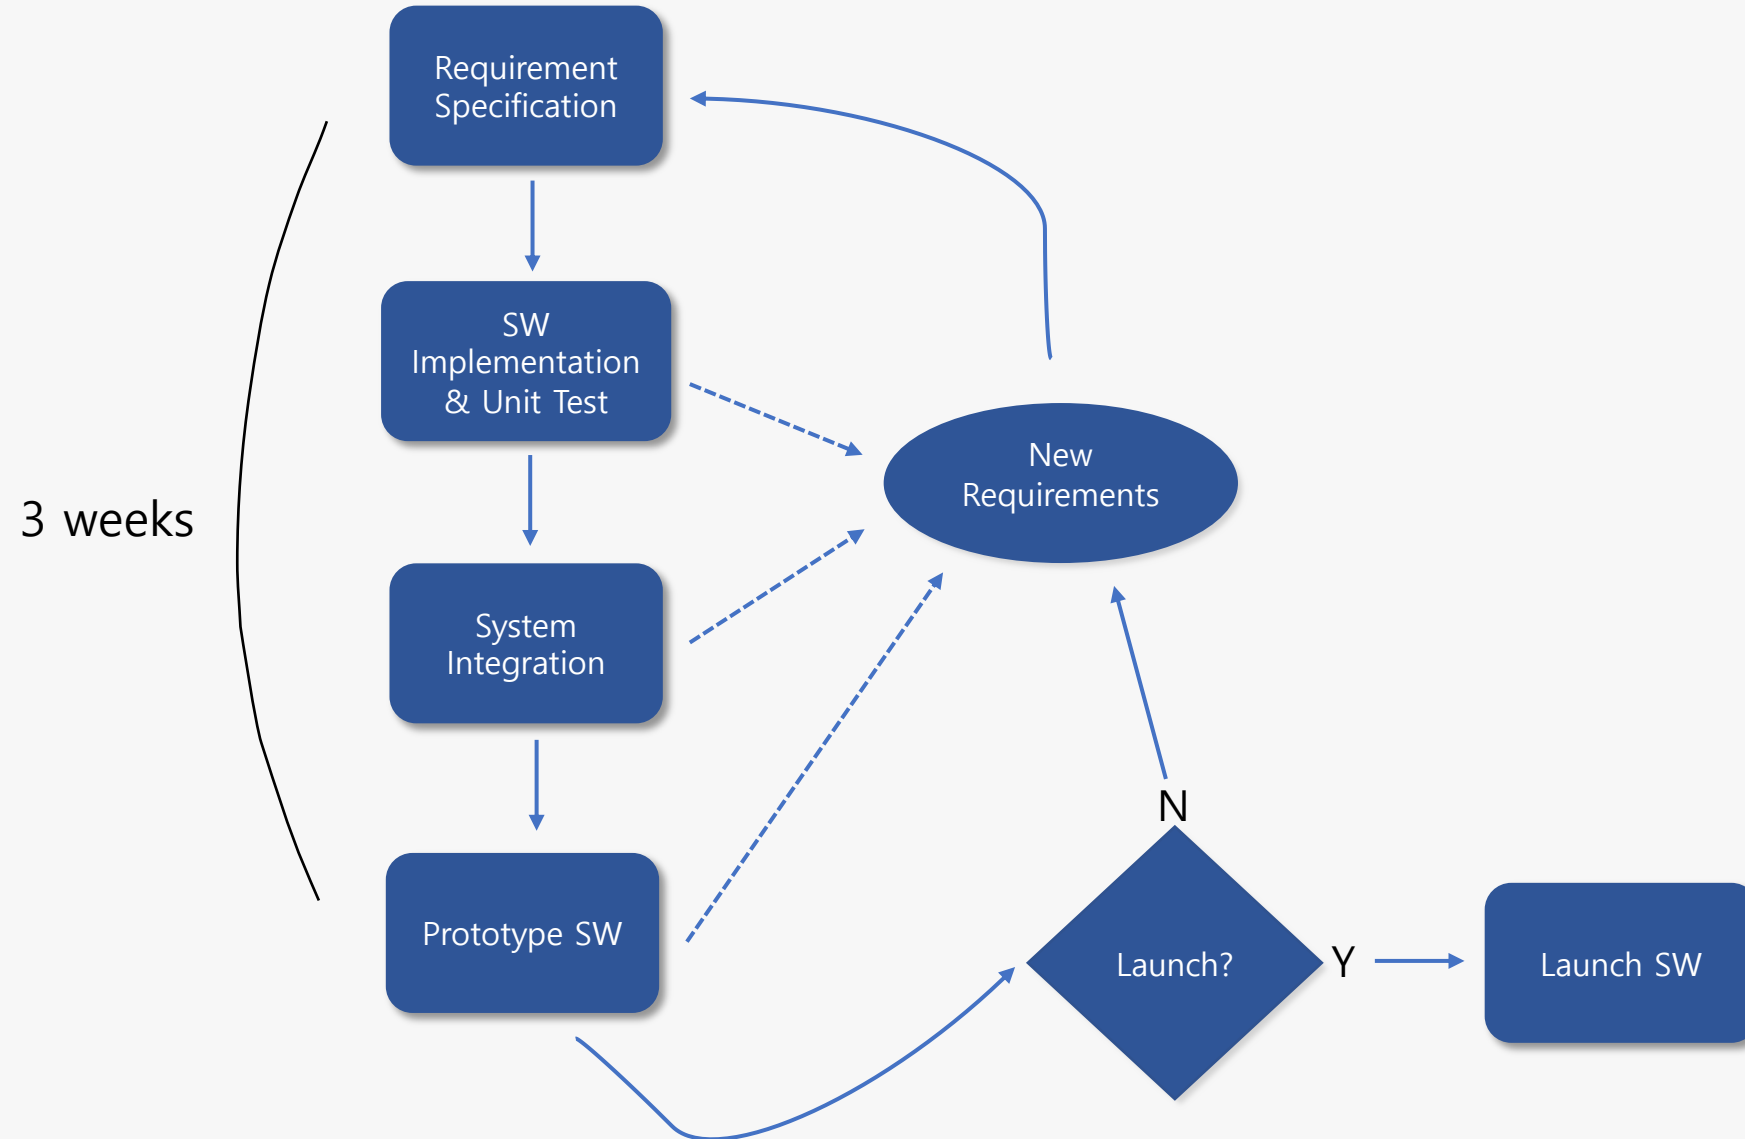 Requirement
Specification
SW
Implementation
& Unit Test
New
Requirements
3 weeks
System
Integration
N
Prototype SW
Launch?
Y
Launch SW